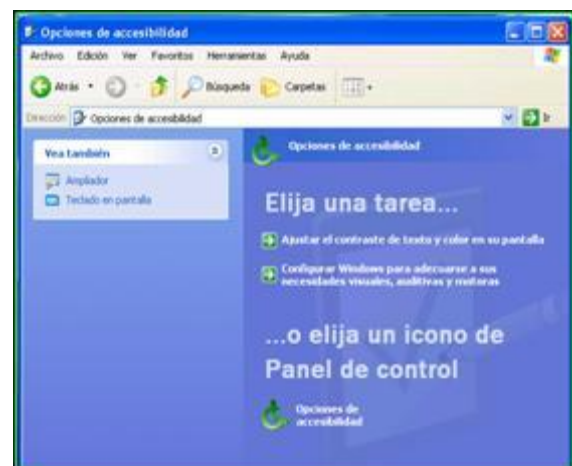 Opciones de accesibilidad
Archivo Edición Ver Favoritos Herramientas Ayuda
Atrás Búsqueda Carpetas
Dirección Opciones de accesibilidad Ir
Vea también
Ampliador
Teclado en pantalla
Opciones de accesibilidad
Elija una tarea...
Ajustar el contraste de texto y color en su pantalla
Configurar Windows para adecuarse a sus
necesidades visuales, auditivas y motoras
...o elija un icono de
Panel de control
Opciones de
accesibilidad